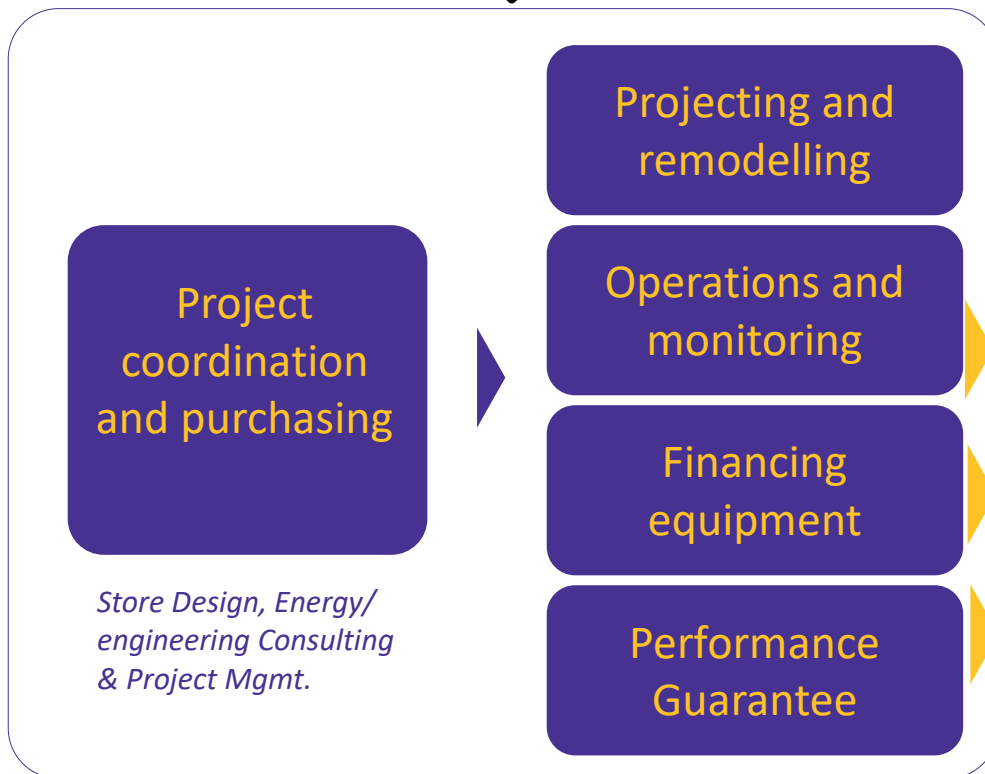 Project
coordination
and purchasing
Store Design, Energy/
engineering Consulting
& Project Mgmt.
Projecting and
remodelling
Operations and
monitoring
Financing
equipment
Performance
Guarantee